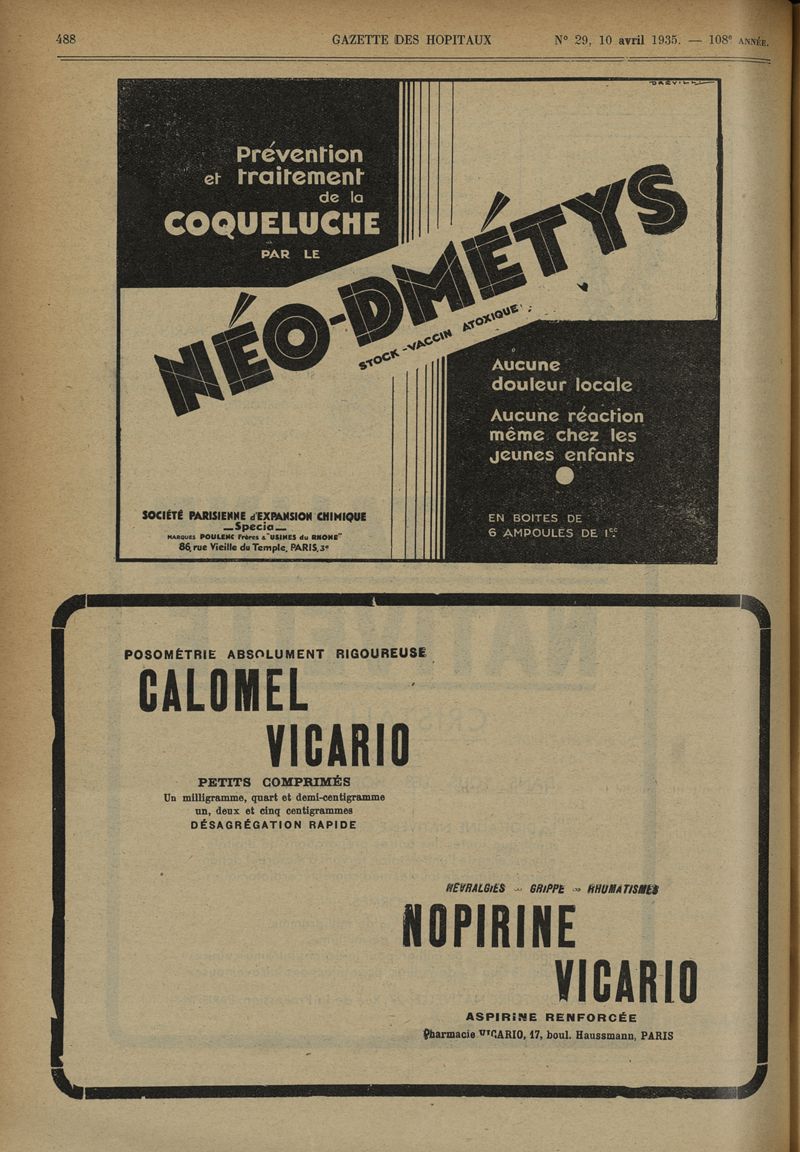 488 GAZETTE DES HOPITAUX N° 29, 10 avril 1935. — 108e ANNÉE.
DRÉVILL
Prévention
et traitement
de la
COQUELUCHE
PAR LE
NÉO-DMÉTYS
STOCK-VACCIN ATOXIQUE
Aucune
douleur locale
Aucune réaction
même chez les
jeunes enfants
SOCIÉTÉ PARISIENNE d'EXPANSION CHIMIQUE
— Specia —
MARQUES POULENC Frères & "USINES du RHONE"
86, rue Vieille du Temple, PARIS, 3e
EN BOITES DE
6 AMPOULES DE 1cc.
POSOMÉTRIE ABSOLUMENT RIGOUREUSE
CALOMEL
VICARIO
PETITS COMPRIMÉS
Un milligramme, quart et demi-centigramme
un, deux et cinq centigrammes
DÉSAGRÉGATION RAPIDE
NÉVRALGIES - GRIPPE - RHUMATISMES
NOPIRINE
VICARIO
ASPIRINE RENFORCÉE
Pharmacie VICARIO, 17, boul. Haussmann, PARIS